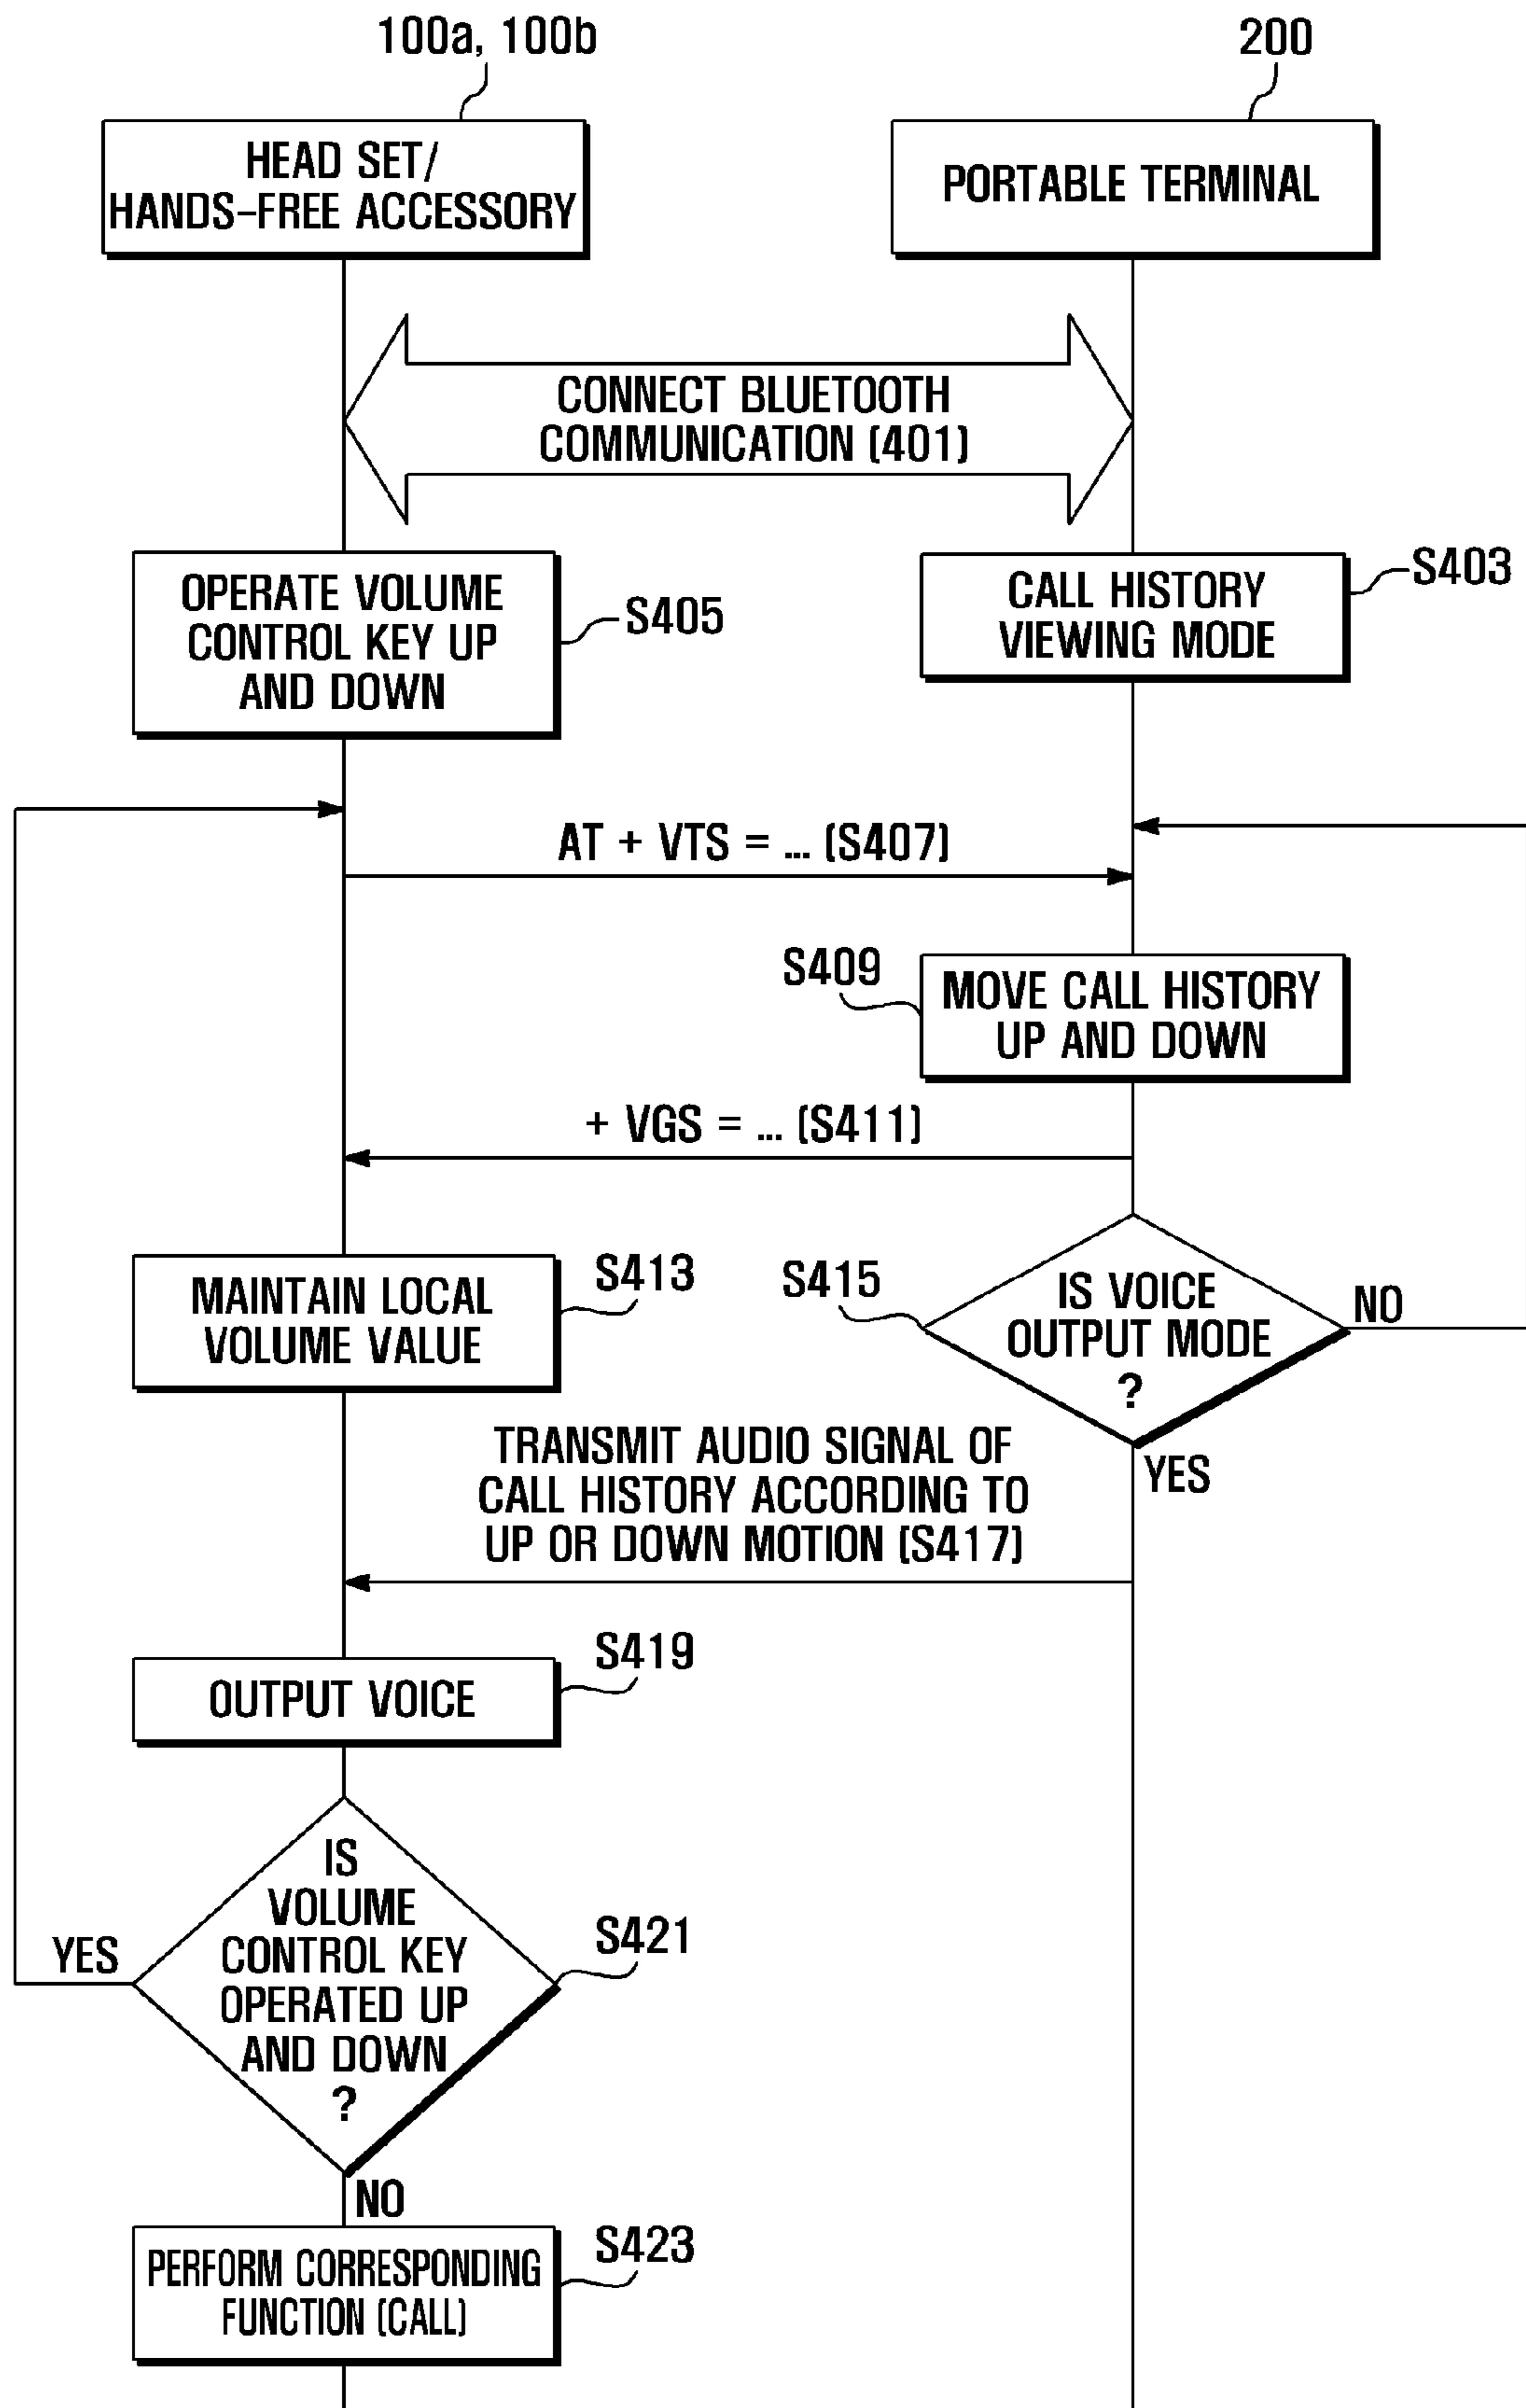 100a, 100b
200
HEAD SET/
HANDS-FREE ACCESSORY
PORTABLE TERMINAL
CONNECT BLUETOOTH
COMMUNICATION (401)
OPERATE VOLUME
CONTROL KEY UP
AND DOWN
S405
CALL HISTORY
VIEWING MODE
S403
AT + VTS = ... (S407)
S409
MOVE CALL HISTORY
UP AND DOWN
+ VGS = ... (S411)
MAINTAIN LOCAL
VOLUME VALUE
S413
S415
IS VOICE
OUTPUT MODE
?
NO
YES
TRANSMIT AUDIO SIGNAL OF
CALL HISTORY ACCORDING TO
UP OR DOWN MOTION (S417)
OUTPUT VOICE
S419
IS
VOLUME
CONTROL KEY
OPERATED UP
AND DOWN
?
S421
YES
NO
PERFORM CORRESPONDING
FUNCTION (CALL)
S423